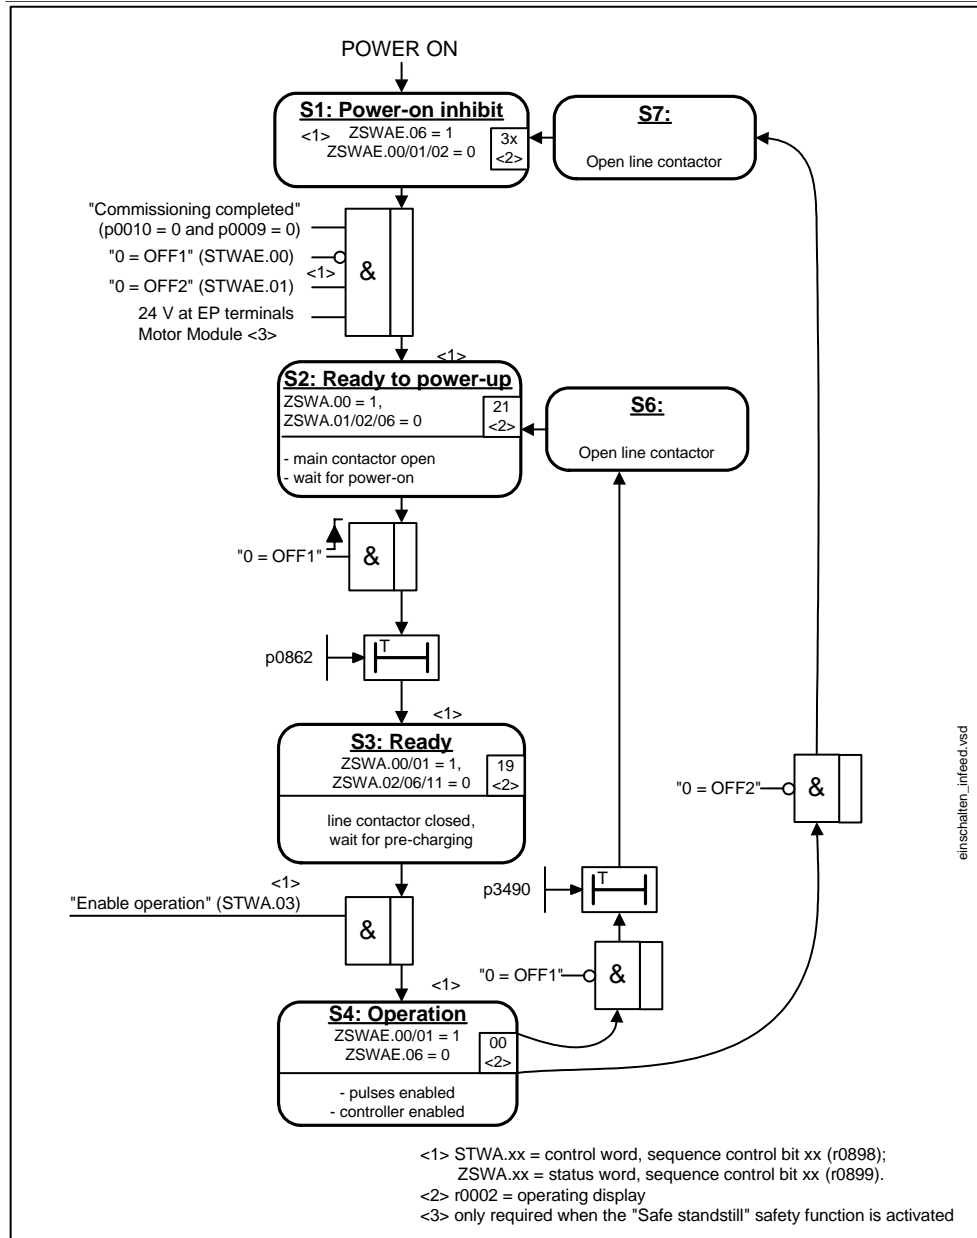 POWER ON
S1: Power-on inhibit
<1> ZSWAE.06 = 1
ZSWAE.00/01/02 = 0
3x
<2>
S7:
Open line contactor
"Commissioning completed"
(p0010 = 0 and p0009 = 0)
"0 = OFF1" (STWAE.00)
<1>
"0 = OFF2" (STWAE.01)
24 V at EP terminals
Motor Module <3>
&
<1>
S2: Ready to power-up
ZSWA.00 = 1,
ZSWA.01/02/06 = 0
21
<2>
- main contactor open
- wait for power-on
S6:
Open line contactor
"0 = OFF1"
&
p0862
T
<1>
S3: Ready
ZSWA.00/01 = 1,
ZSWA.02/06/11 = 0
19
<2>
line contactor closed,
wait for pre-charging
"0 = OFF2"
&
einschalten_infeed.vsd
<1>
"Enable operation" (STWA.03)
&
p3490
T
"0 = OFF1"
&
<1>
S4: Operation
ZSWAE.00/01 = 1
ZSWAE.06 = 0
00
<2>
- pulses enabled
- controller enabled
<1> STWA.xx = control word, sequence control bit xx (r0898);
ZSWA.xx = status word, sequence control bit xx (r0899).
<2> r0002 = operating display
<3> only required when the "Safe standstill" safety function is activated